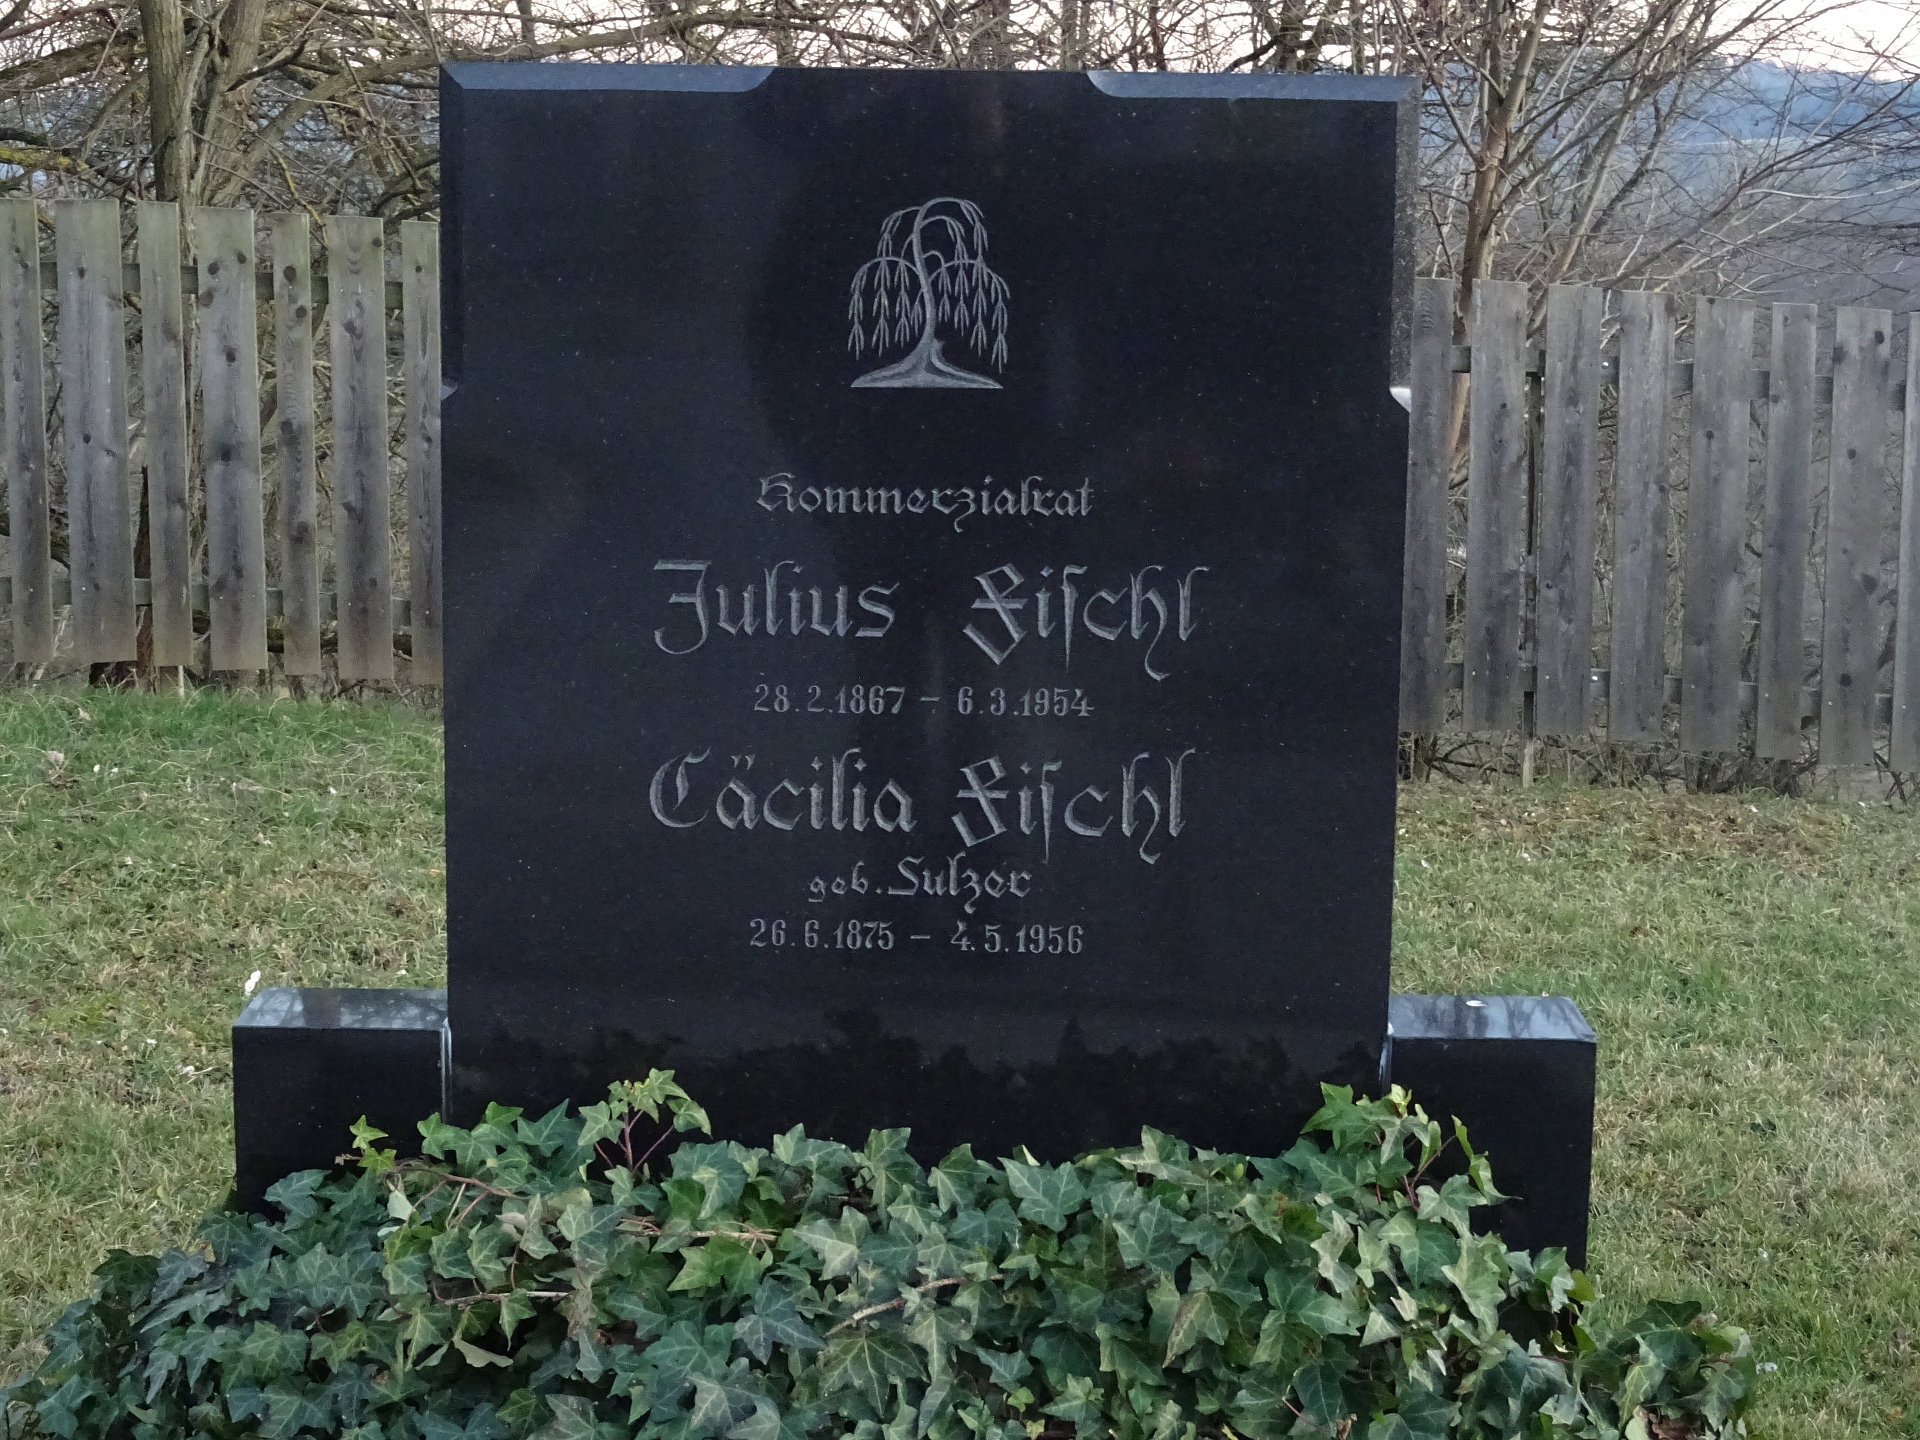 Kommerzialrat
Julius Fischl
28.2.1867 – 6.3.1954
Cäcilia Fischl
geb. Sulzer
26.6.1875 – 4.5.1956